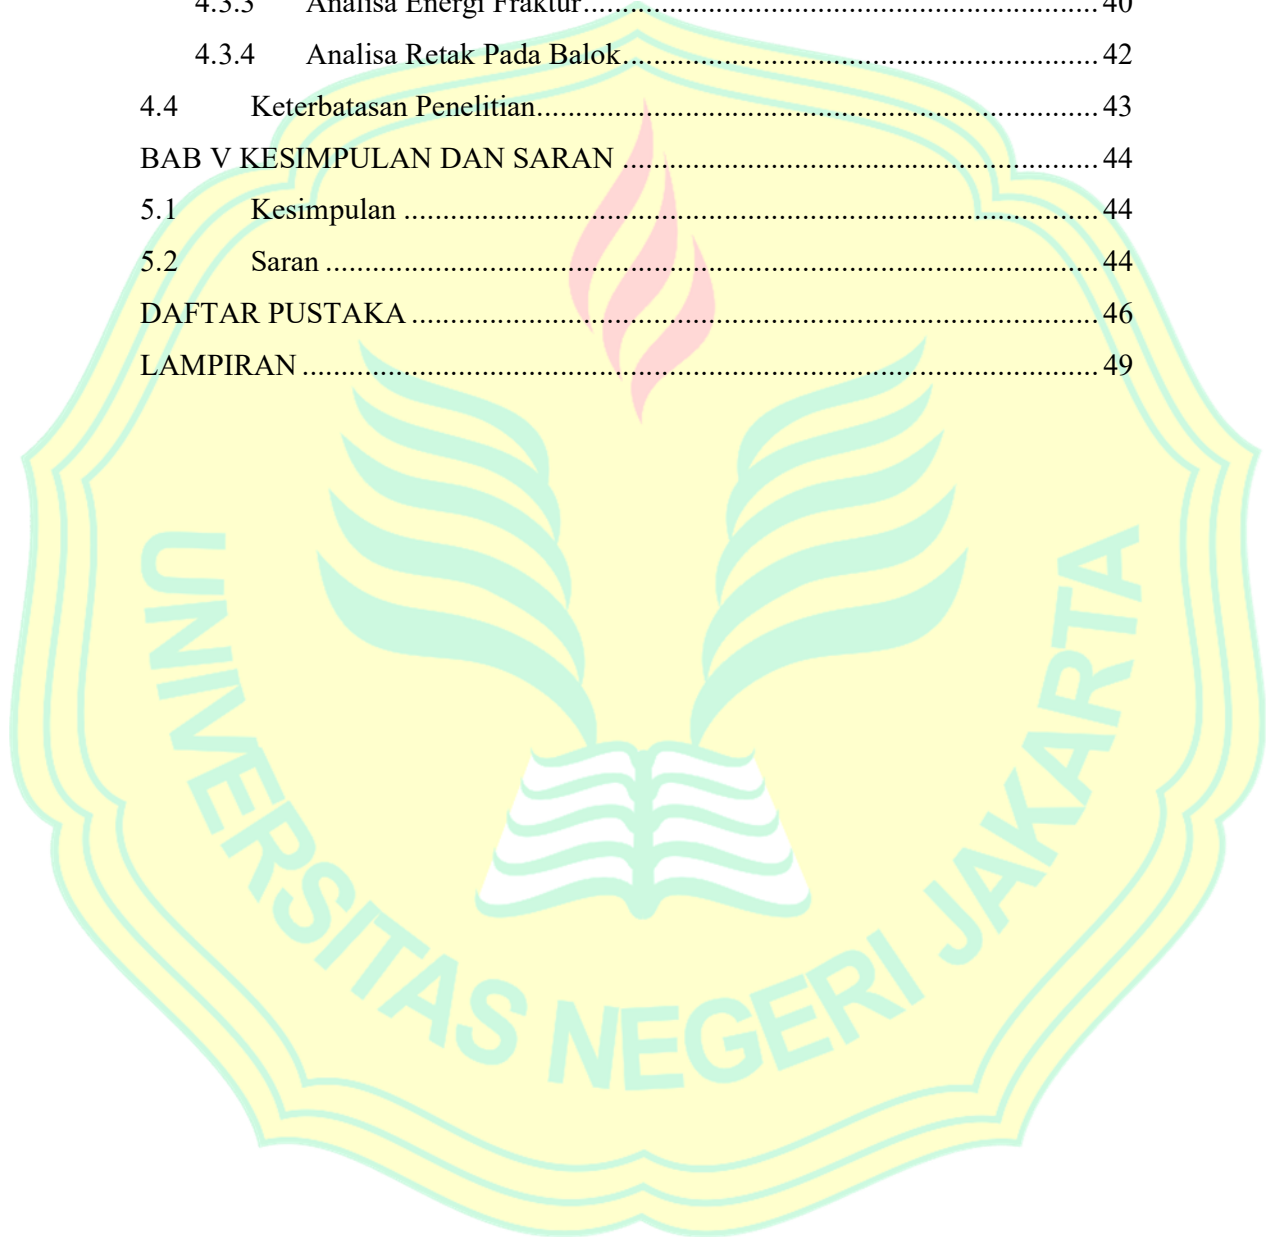 4.3.3 Analisa Energi Fraktur.................................................................40
4.3.4 Analisa Retak Pada Balok............................................................42
4.4 Keterbatasan Penelitian.......................................................................43
BAB V KESIMPULAN DAN SARAN ............................................................44
5.1 Kesimpulan ........................................................................................44
5.2 Saran ..................................................................................................44
DAFTAR PUSTAKA .......................................................................................46
LAMPIRAN .....................................................................................................49
UNIVERSITAS NEGERI JAKARTA